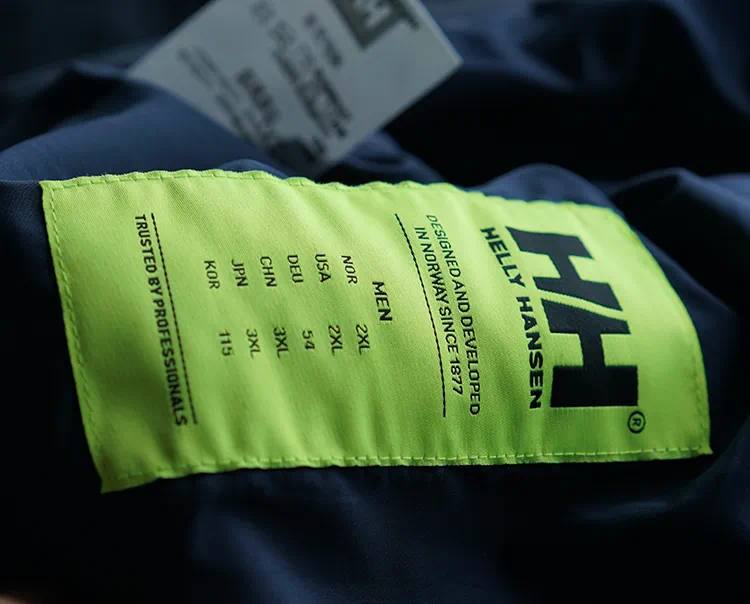 HH®
HELLY HANSEN
DESIGNED AND DEVELOPED
IN NORWAY SINCE 1877
MEN
NOR 2XL
USA 2XL
DEU 54
CHN 3XL
JPN 3XL
KOR 115
TRUSTED BY PROFESSIONALS